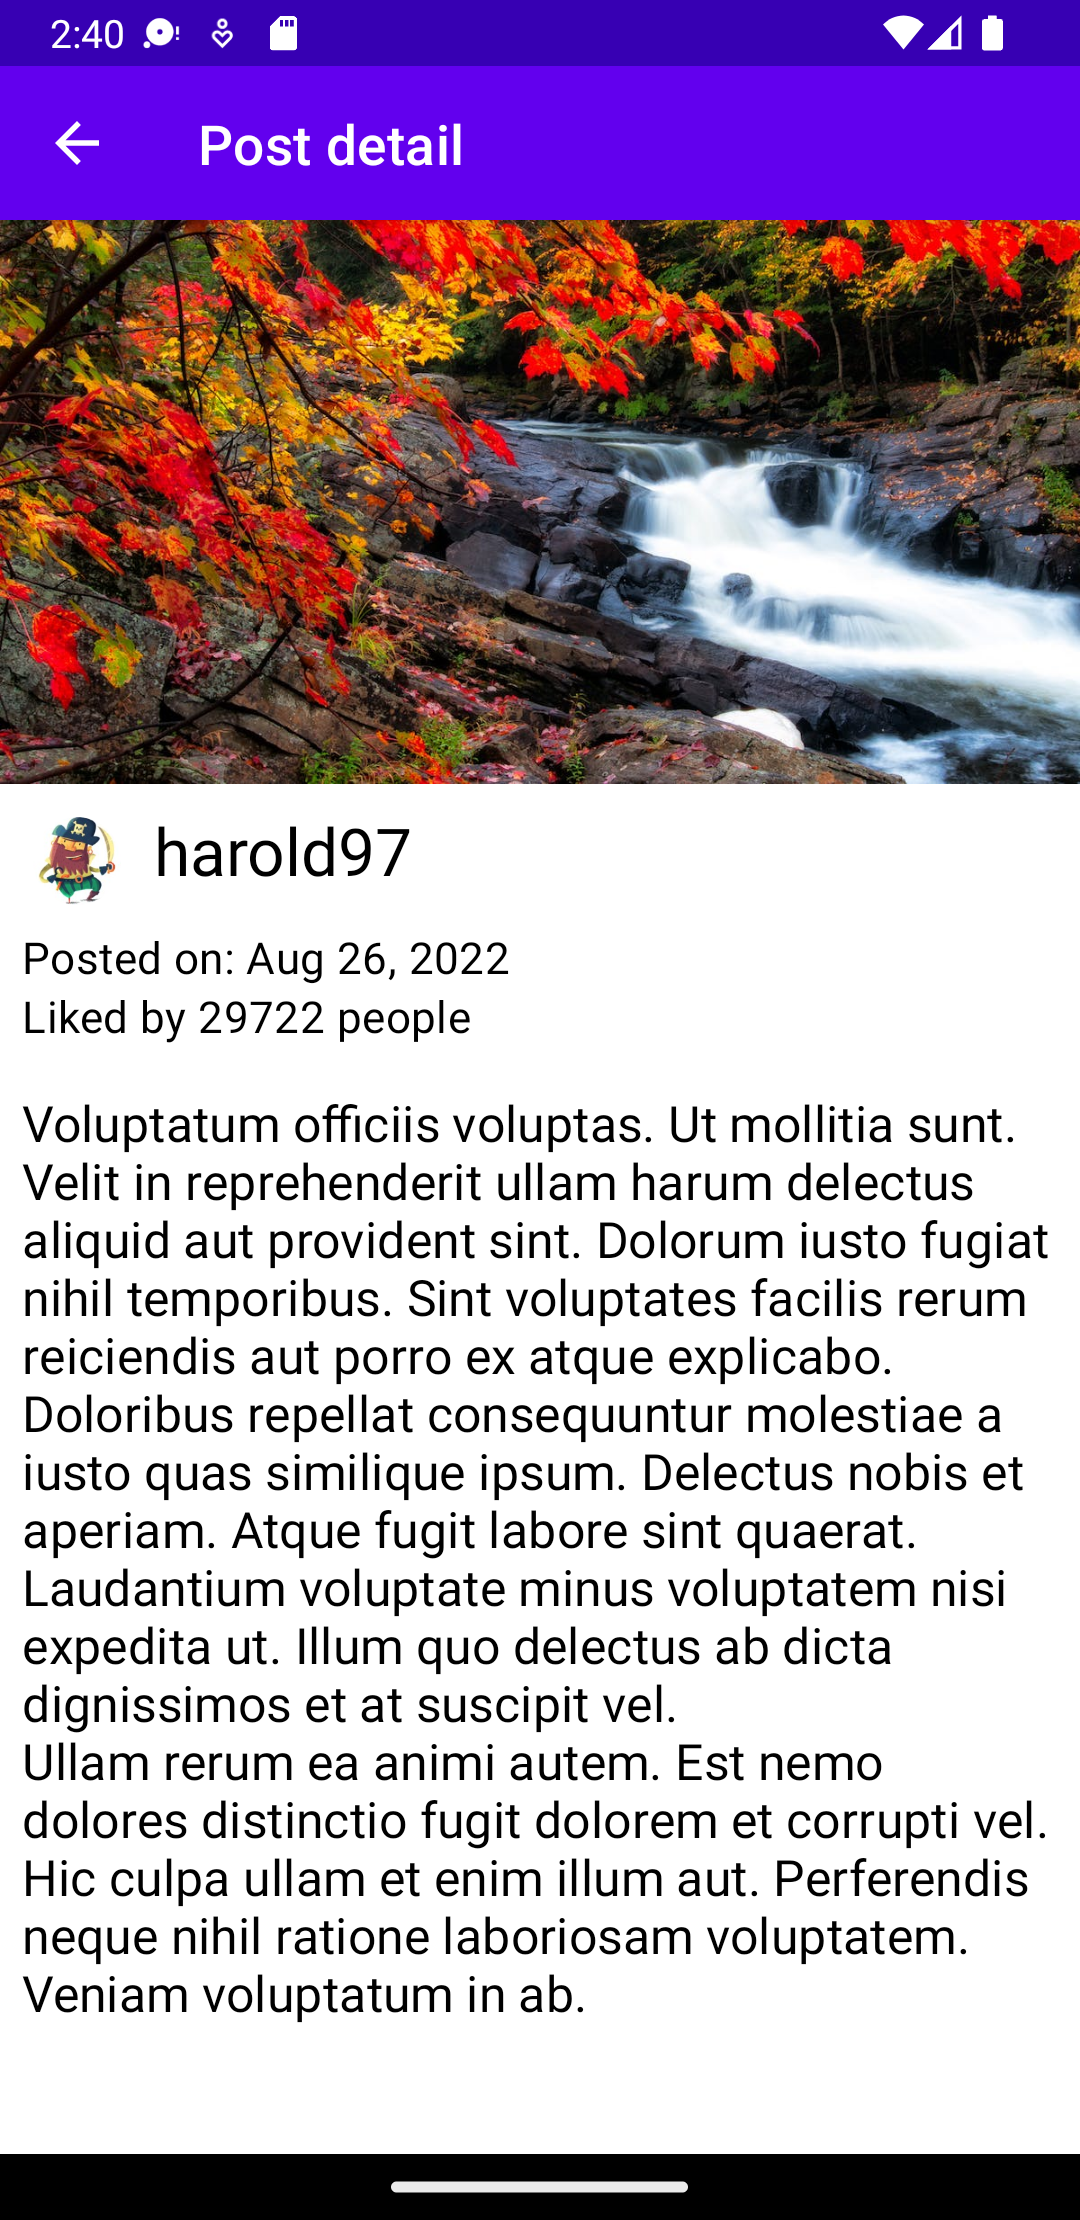 2:40
Post detail
harold97
Posted on: Aug 26, 2022
Liked by 29722 people
Voluptatum officiis voluptas. Ut mollitia sunt.
Velit in reprehenderit ullam harum delectus
aliquid aut provident sint. Dolorum iusto fugiat
nihil temporibus. Sint voluptates facilis rerum
reiciendis aut porro ex atque explicabo.
Doloribus repellat consequuntur molestiae a
iusto quas similique ipsum. Delectus nobis et
aperiam. Atque fugit labore sint quaerat.
Laudantium voluptate minus voluptatem nisi
expedita ut. Illum quo delectus ab dicta
dignissimos et at suscipit vel.
Ullam rerum ea animi autem. Est nemo
dolores distinctio fugit dolorem et corrupti vel.
Hic culpa ullam et enim illum aut. Perferendis
neque nihil ratione laboriosam voluptatem.
Veniam voluptatum in ab.